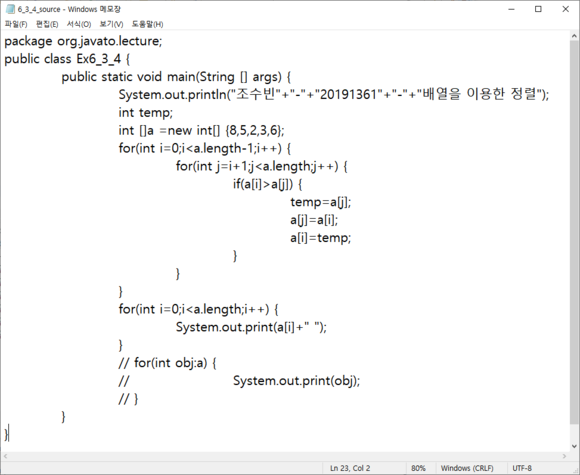 6_3_4_source - Windows 메모장
파일(F) 편집(E) 서식(O) 보기(V) 도움말(H)
package org.javato.lecture;
public class Ex6_3_4 {
public static void main(String [] args) {
System.out.println("조수빈"+"-"+"20191361"+"-"+"배열을 이용한 정렬");
int temp;
int []a =new int[] {8,5,2,3,6};
for(int i=0;i<a.length-1;i++) {
for(int j=i+1;j<a.length;j++) {
if(a[i]>a[j]) {
temp=a[j];
a[j]=a[i];
a[i]=temp;
}
}
}
for(int i=0;i<a.length;i++) {
System.out.print(a[i]+" ");
}
// for(int obj:a) {
// System.out.print(obj);
// }
}
}
Ln 23, Col 2 80% Windows (CRLF) UTF-8